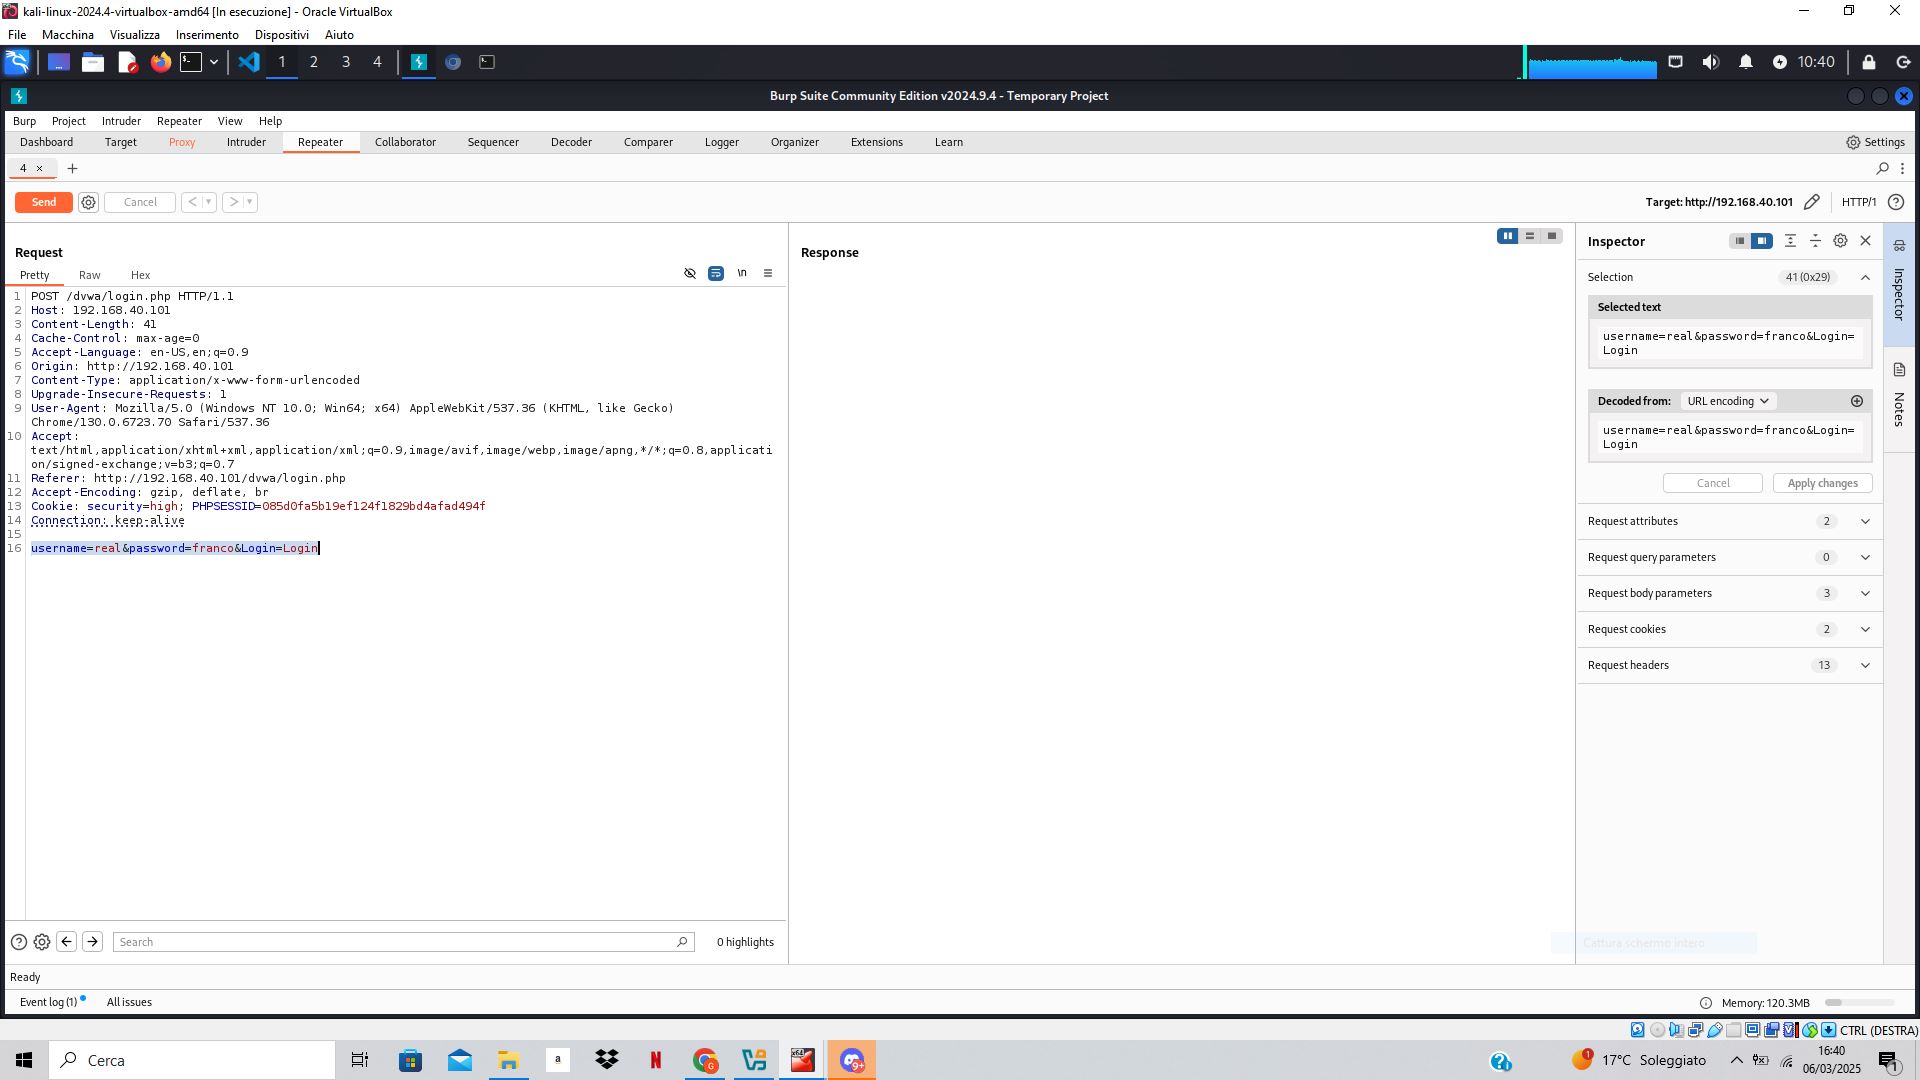 kali-linux-2024.4-virtualbox-amd64 [In esecuzione] - Oracle VirtualBox
File Macchina Visualizza Inserimento Dispositivi Aiuto
1 2 3 4 10:40
Burp Suite Community Edition v2024.9.4 - Temporary Project
Burp Project Intruder Repeater View Help
Dashboard Target Proxy Intruder Repeater Collaborator Sequencer Decoder Comparer Logger Organizer Extensions Learn Settings
4 × +
Send Cancel < > Target: http://192.168.40.101 HTTP/1 ?
Request
Pretty Raw Hex \n
1 POST /dvwa/login.php HTTP/1.1
2 Host: 192.168.40.101
3 Content-Length: 41
4 Cache-Control: max-age=0
5 Accept-Language: en-US,en;q=0.9
6 Origin: http://192.168.40.101
7 Content-Type: application/x-www-form-urlencoded
8 Upgrade-Insecure-Requests: 1
9 User-Agent: Mozilla/5.0 (Windows NT 10.0; Win64; x64) AppleWebKit/537.36 (KHTML, like Gecko)
Chrome/130.0.6723.70 Safari/537.36
10 Accept:
text/html,application/xhtml+xml,application/xml;q=0.9,image/avif,image/webp,image/apng,*/*;q=0.8,applicati
on/signed-exchange;v=b3;q=0.7
11 Referer: http://192.168.40.101/dvwa/login.php
12 Accept-Encoding: gzip, deflate, br
13 Cookie: security=high; PHPSESSID=085d0fa5b19ef124f1829bd4afad494f
14 Connection: keep-alive
15
16 username=real&password=franco&Login=Login
Search 0 highlights
Response
Inspector
Selection 41 (0x29)
Selected text
username=real&password=franco&Login=
Login
Decoded from: URL encoding
username=real&password=franco&Login=
Login
Cancel Apply changes
Request attributes 2
Request query parameters 0
Request body parameters 3
Request cookies 2
Request headers 13
Inspector
Notes
Cattura schermo intero
Ready
Event log (1) All issues Memory: 120.3MB
CTRL (DESTRA)
Cerca
a
N
G
x64
9+
1
17°C Soleggiato
16:40
06/03/2025
1